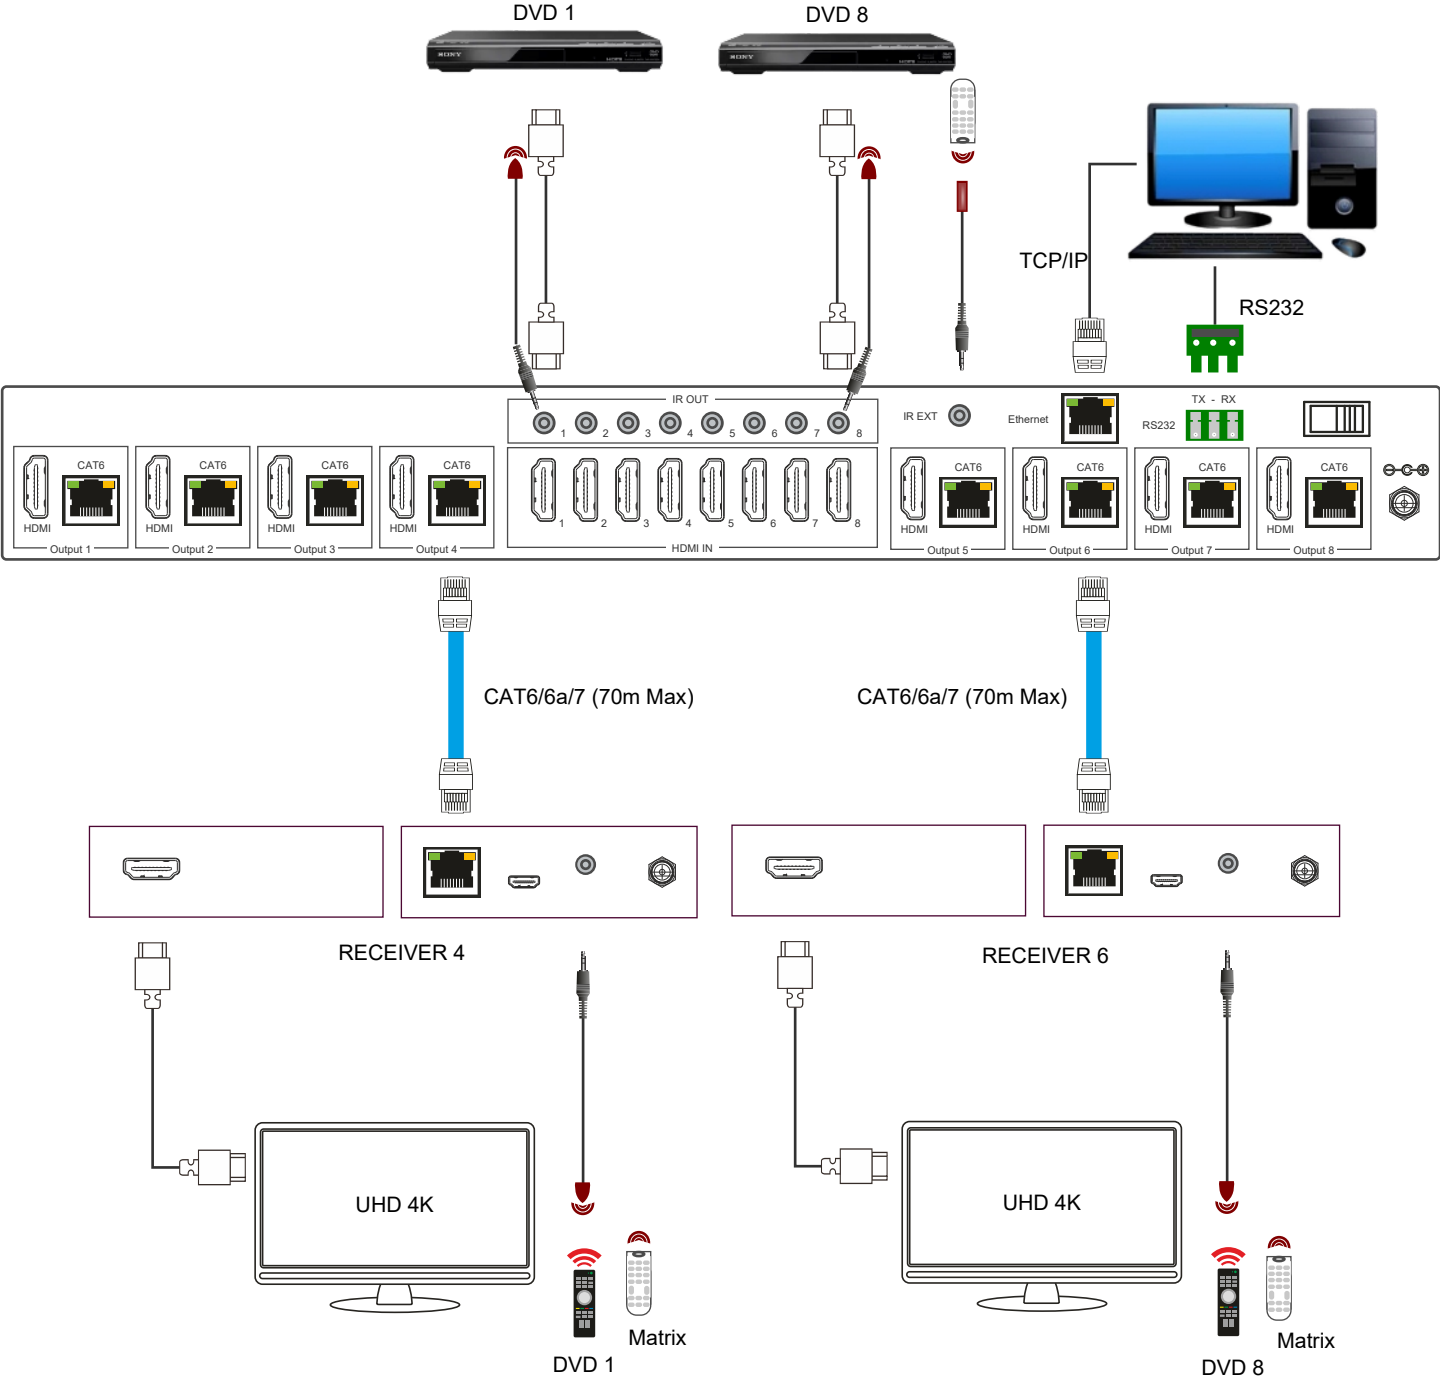 DVD 1
DVD 8
SONY
SONY
TCP/IP
RS232
IR OUT
1 2 3 4 5 6 7 8
IR EXT
Ethernet
TX - RX
RS232
CAT6
HDMI
Output 1
CAT6
HDMI
Output 2
CAT6
HDMI
Output 3
CAT6
HDMI
Output 4
1 2 3 4 5 6 7 8
HDMI IN
CAT6
HDMI
Output 5
CAT6
HDMI
Output 6
CAT6
HDMI
Output 7
CAT6
HDMI
Output 8
CAT6/6a/7 (70m Max)
CAT6/6a/7 (70m Max)
RECEIVER 4
RECEIVER 6
UHD 4K
UHD 4K
Matrix
DVD 1
Matrix
DVD 8